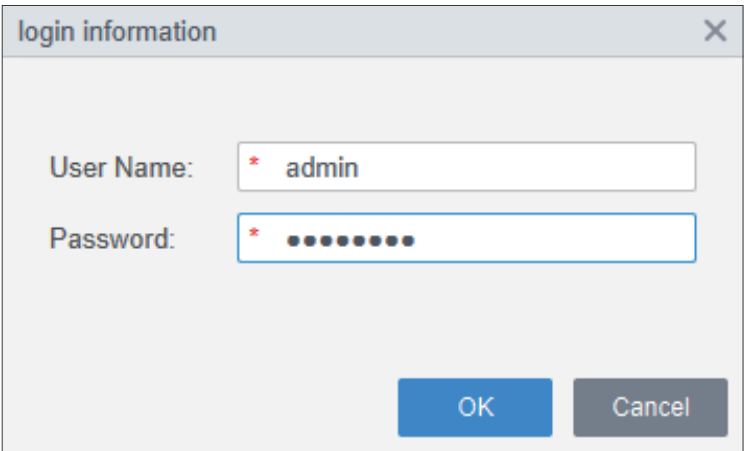 login information
User Name: * admin
Password: * ••••••••
OK Cancel